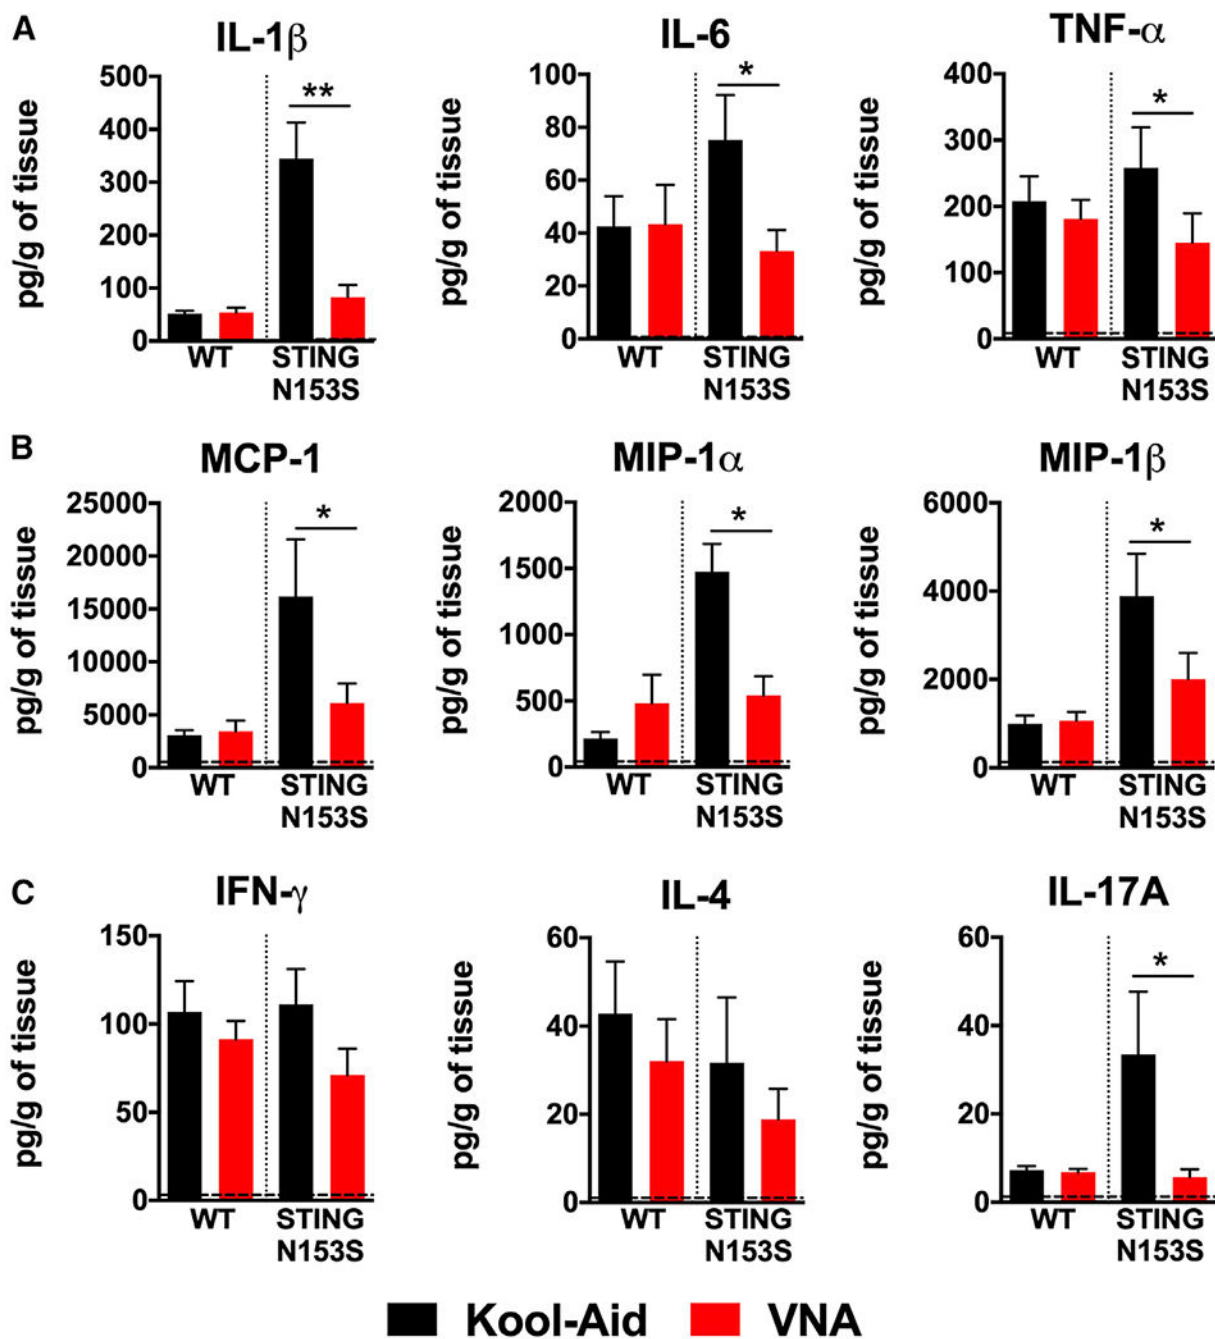 A
IL-1β
IL-6
TNF-α
pg/g of tissue
500
400
300
200
100
0
**
WT
STING
N153S
pg/g of tissue
100
80
60
40
20
0
*
WT
STING
N153S
pg/g of tissue
400
300
200
100
0
*
WT
STING
N153S
B
MCP-1
MIP-1α
MIP-1β
pg/g of tissue
25000
20000
15000
10000
5000
0
*
WT
STING
N153S
pg/g of tissue
2000
1500
1000
500
0
*
WT
STING
N153S
pg/g of tissue
6000
4000
2000
0
*
WT
STING
N153S
C
IFN-γ
IL-4
IL-17A
pg/g of tissue
150
100
50
0
WT
STING
N153S
pg/g of tissue
60
40
20
0
WT
STING
N153S
pg/g of tissue
60
40
20
0
*
WT
STING
N153S
Kool-Aid
VNA